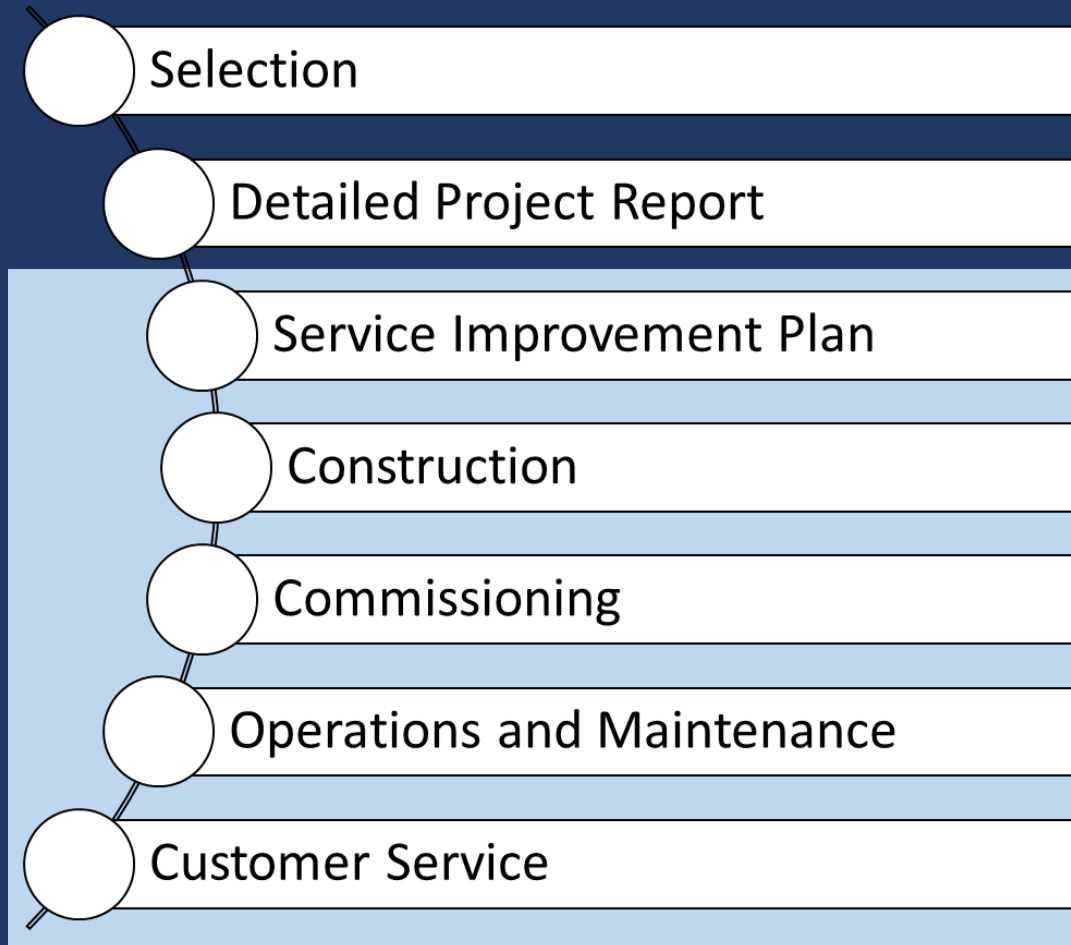 Selection
Detailed Project Report
Service Improvement Plan
Construction
Commissioning
Operations and Maintenance
Customer Service